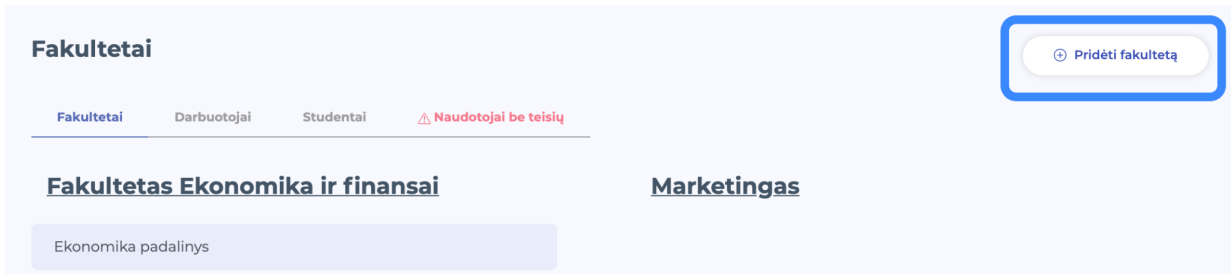 Fakultetai
Pridėti fakultetą
Fakultetai Darbuotojai Studentai Naudotojai be teisių
Fakultetas Ekonomika ir finansai
Marketingas
Ekonomika padalinys